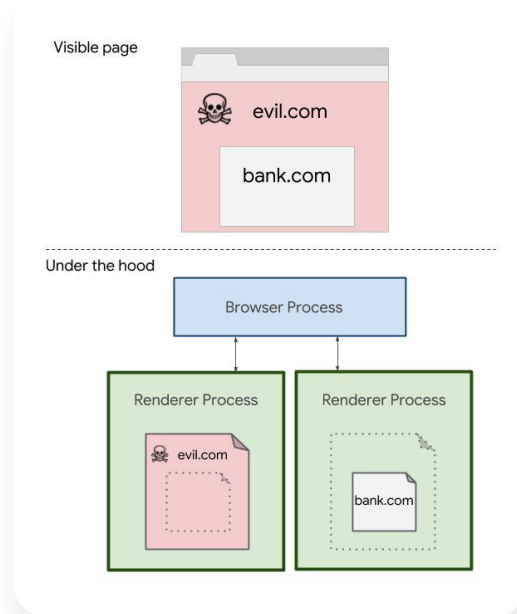 Visible page
evil.com
bank.com
Under the hood
Browser Process
Renderer Process
Renderer Process
evil.com
bank.com